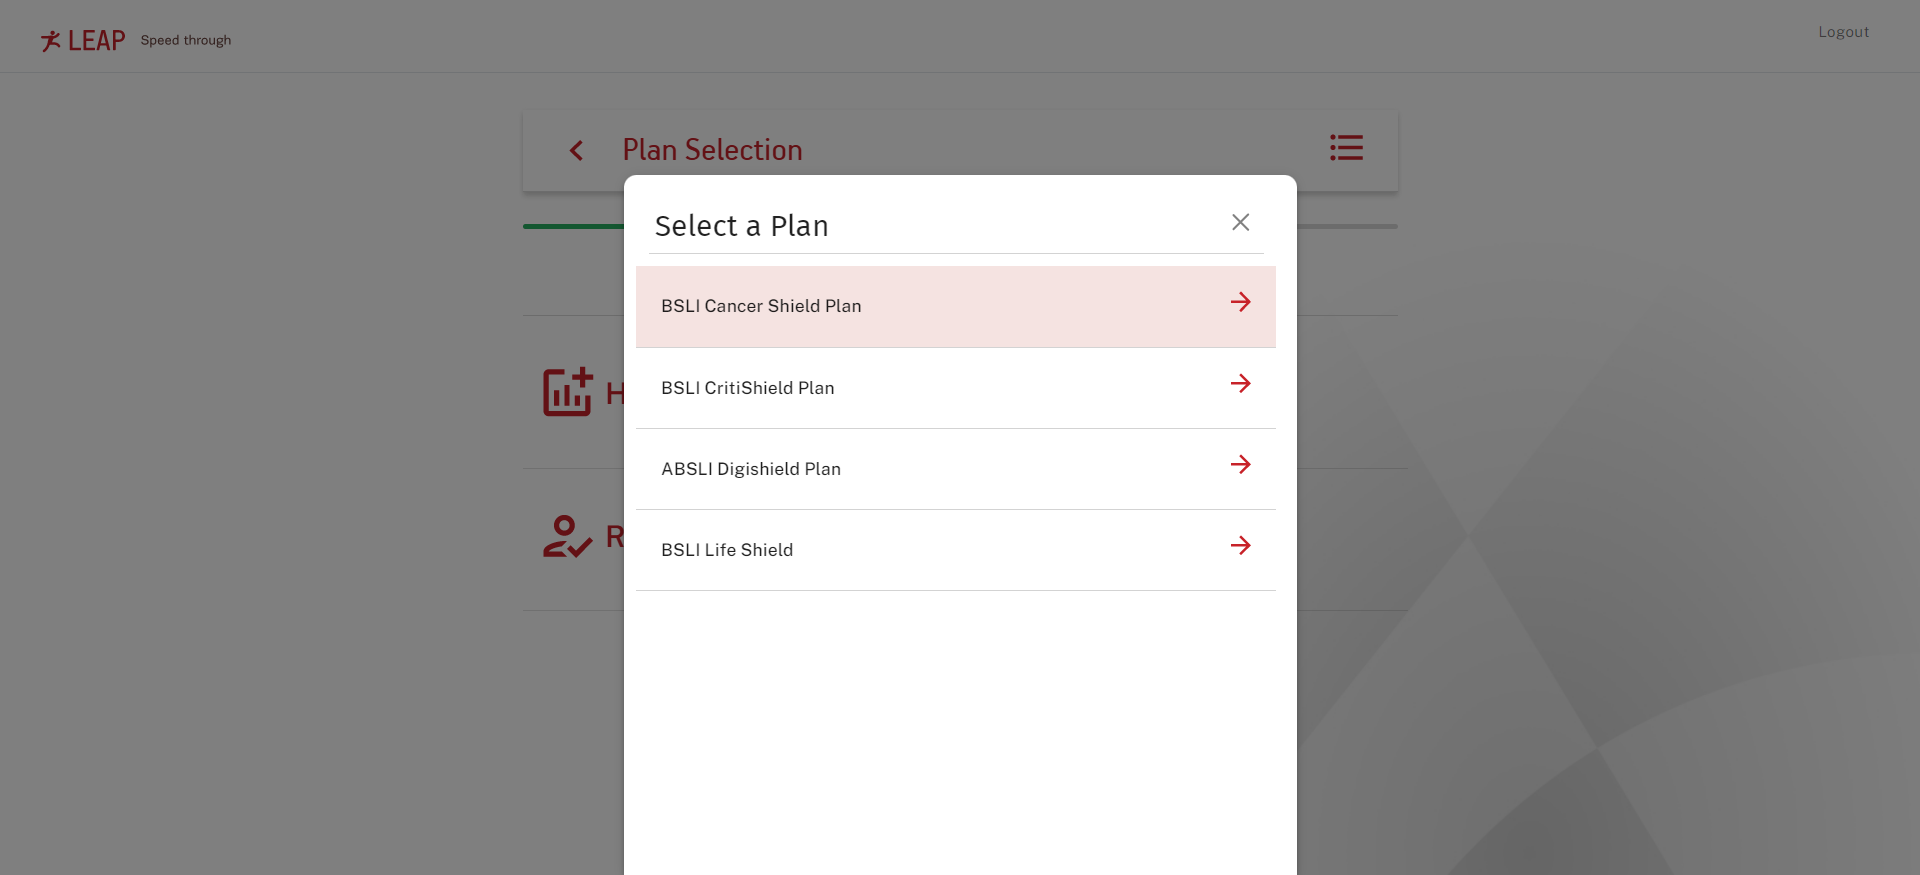 LEAP Speed through
Logout
Plan Selection
Select a Plan
BSLI Cancer Shield Plan
BSLI CritiShield Plan
H
ABSLI Digishield Plan
R
BSLI Life Shield